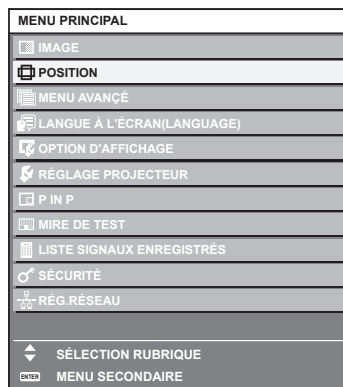 MENU PRINCIPAL
IMAGE
POSITION
MENU AVANÇÉ
LANGUE À L'ÉCRAN(LANGUAGE)
OPTION D'AFFICHAGE
RÉGLAGE PROJECTEUR
P IN P
MIRE DE TEST
LISTE SIGNAUX ENREGISTRÉS
SÉCURITÉ
RÉG.RÉSEAU
SÉLECTION RUBRIQUE
ENTER MENU SECONDAIRE